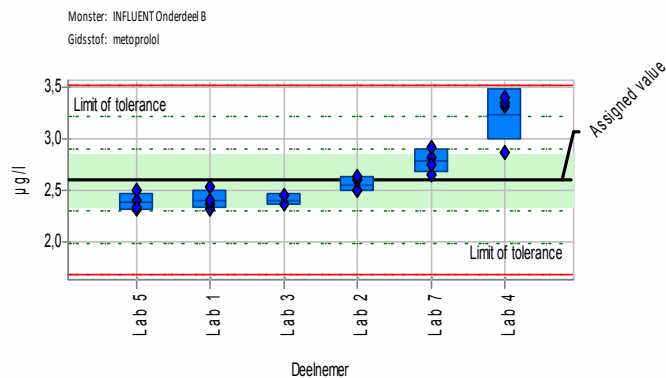 Monster: INFLUENT Onderdeel B
Gidsstof: metoprolol
Limit of tolerance
Assigned value
µg/l
3,5
3,0
2,5
2,0
Limit of tolerance
Lab 5
Lab 1
Lab 3
Lab 2
Lab 7
Lab 4
Deelnemer